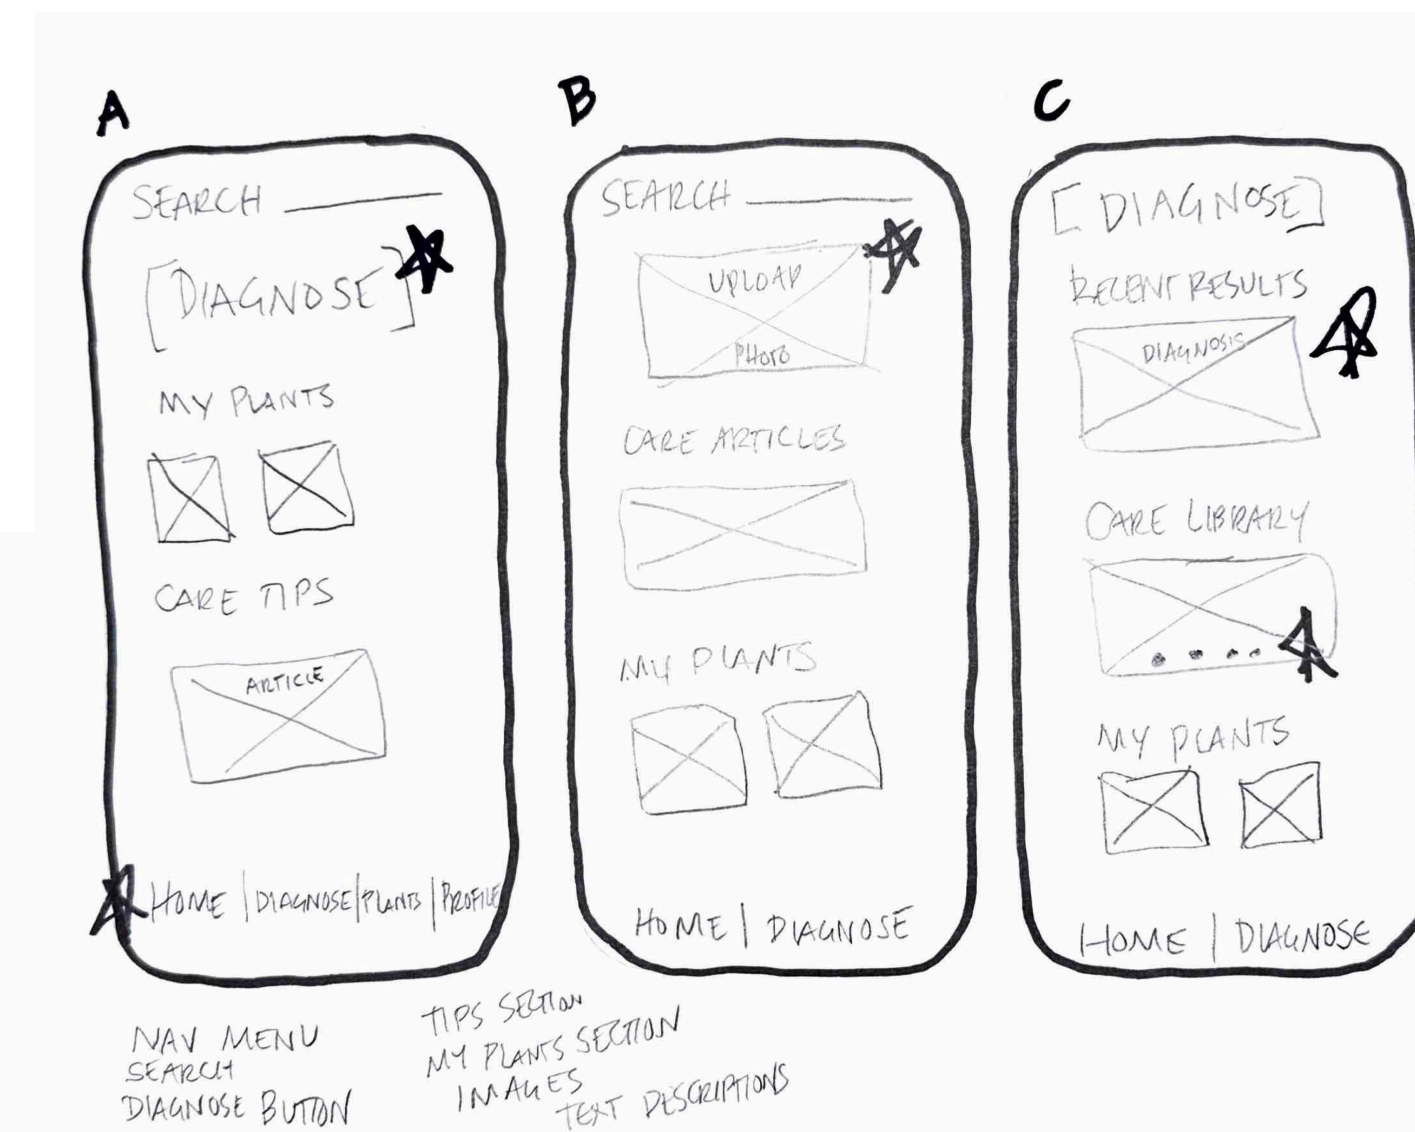 A
SEARCH
[DIAGNOSE]
MY PLANTS
CARE TIPS
ARTICLE
HOME | DIAGNOSE | PLANTS | PROFILE
B
SEARCH
UPLOAD
PHOTO
CARE ARTICLES
MY PLANTS
HOME | DIAGNOSE
C
[DIAGNOSE]
RECENT RESULTS
DIAGNOSIS
CARE LIBRARY
MY PLANTS
HOME | DIAGNOSE
NAV MENU
SEARCH
DIAGNOSE BUTTON
TIPS SECTION
MY PLANTS SECTION
IMAGES
TEXT DESCRIPTIONS